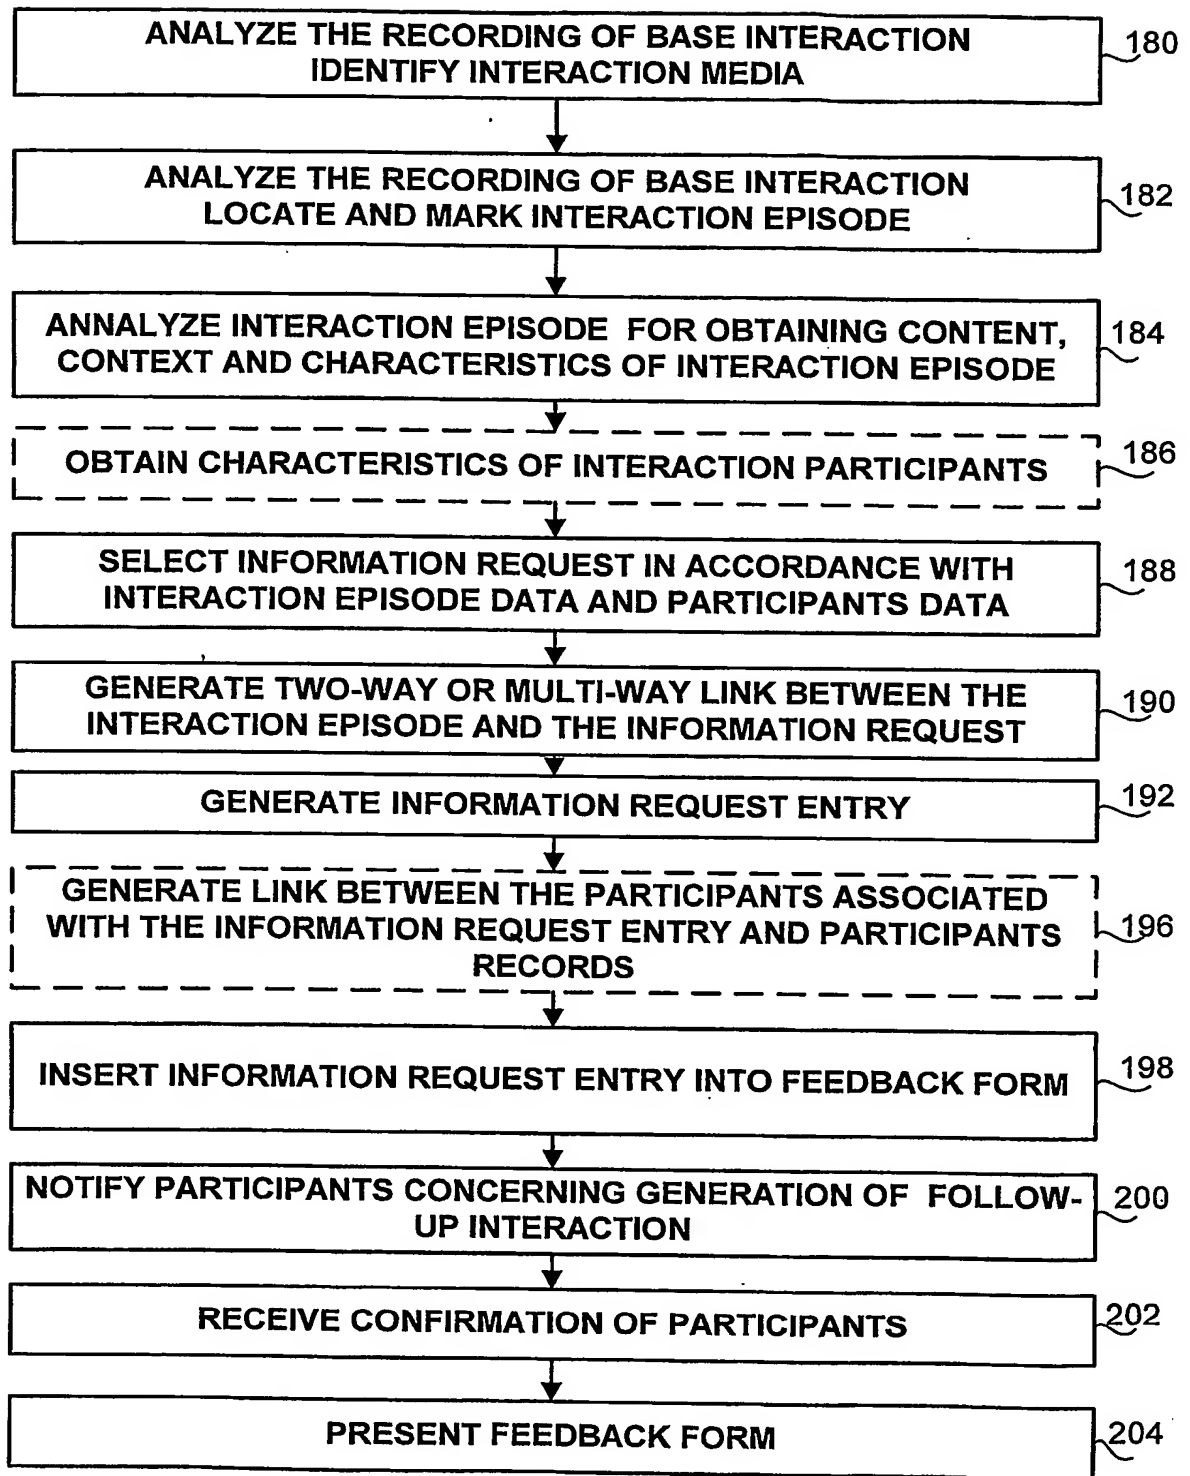 ANALYZE THE RECORDING OF BASE INTERACTION
IDENTIFY INTERACTION MEDIA
180
ANALYZE THE RECORDING OF BASE INTERACTION
LOCATE AND MARK INTERACTION EPISODE
182
ANNALYZE INTERACTION EPISODE FOR OBTAINING CONTENT,
CONTEXT AND CHARACTERISTICS OF INTERACTION EPISODE
184
OBTAIN CHARACTERISTICS OF INTERACTION PARTICIPANTS
186
SELECT INFORMATION REQUEST IN ACCORDANCE WITH
INTERACTION EPISODE DATA AND PARTICIPANTS DATA
188
GENERATE TWO-WAY OR MULTI-WAY LINK BETWEEN THE
INTERACTION EPISODE AND THE INFORMATION REQUEST
190
GENERATE INFORMATION REQUEST ENTRY
192
GENERATE LINK BETWEEN THE PARTICIPANTS ASSOCIATED
WITH THE INFORMATION REQUEST ENTRY AND PARTICIPANTS
RECORDS
196
INSERT INFORMATION REQUEST ENTRY INTO FEEDBACK FORM
198
NOTIFY PARTICIPANTS CONCERNING GENERATION OF FOLLOW-
UP INTERACTION
200
RECEIVE CONFIRMATION OF PARTICIPANTS
202
PRESENT FEEDBACK FORM
204